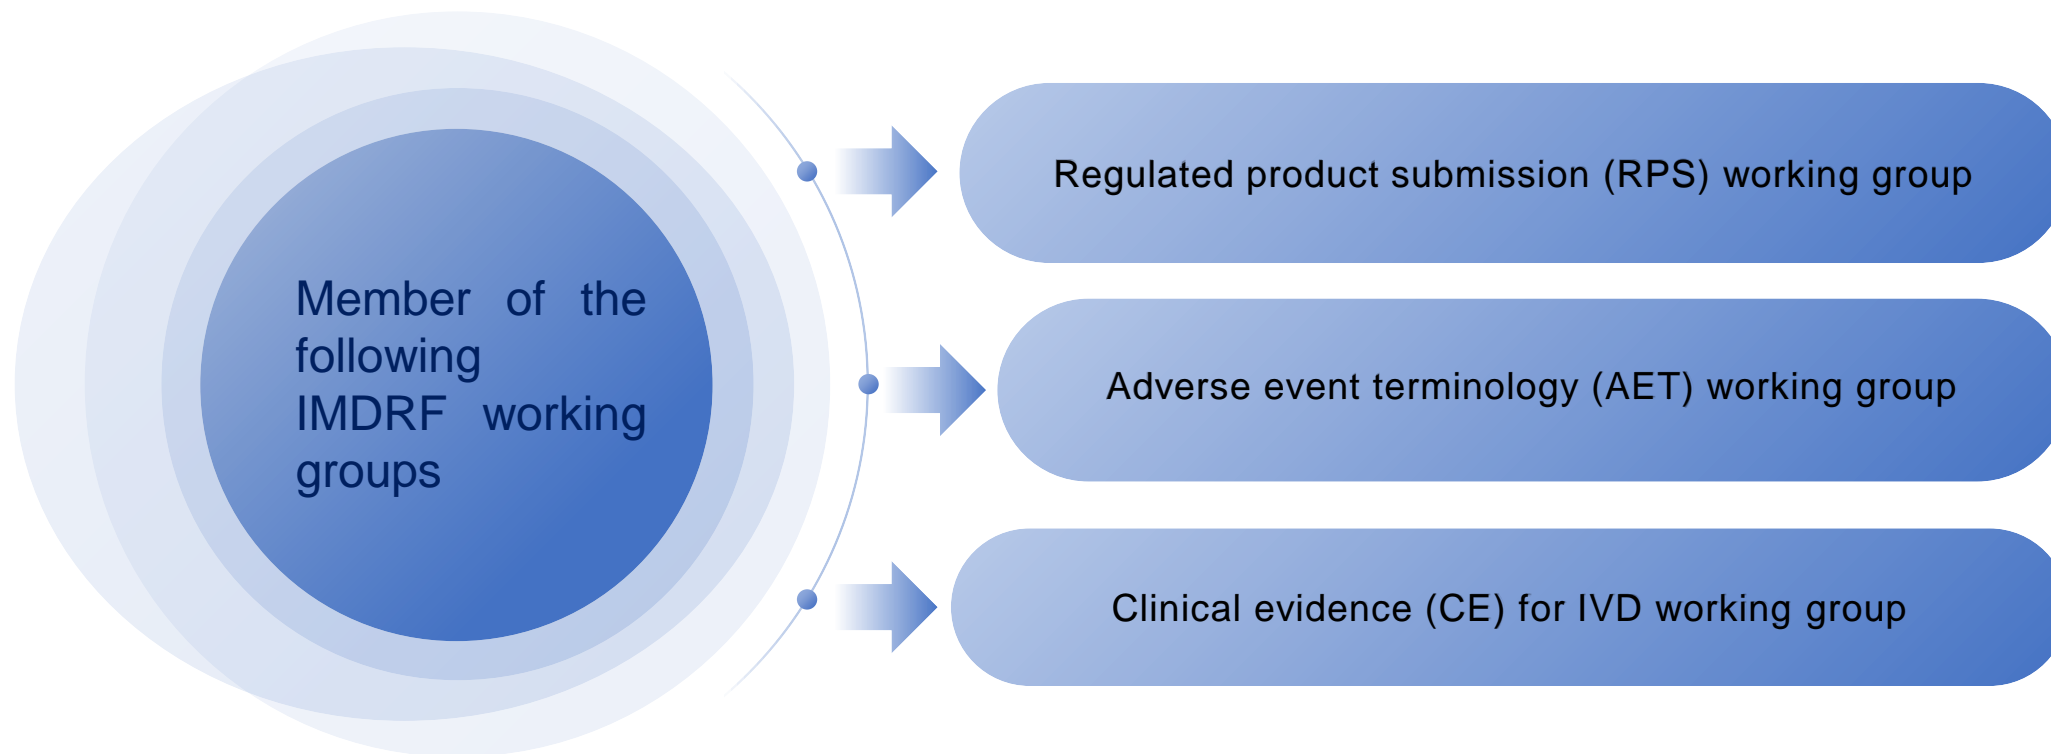 Member of the
following
IMDRF working
groups
Regulated product submission (RPS) working group
Adverse event terminology (AET) working group
Clinical evidence (CE) for IVD working group